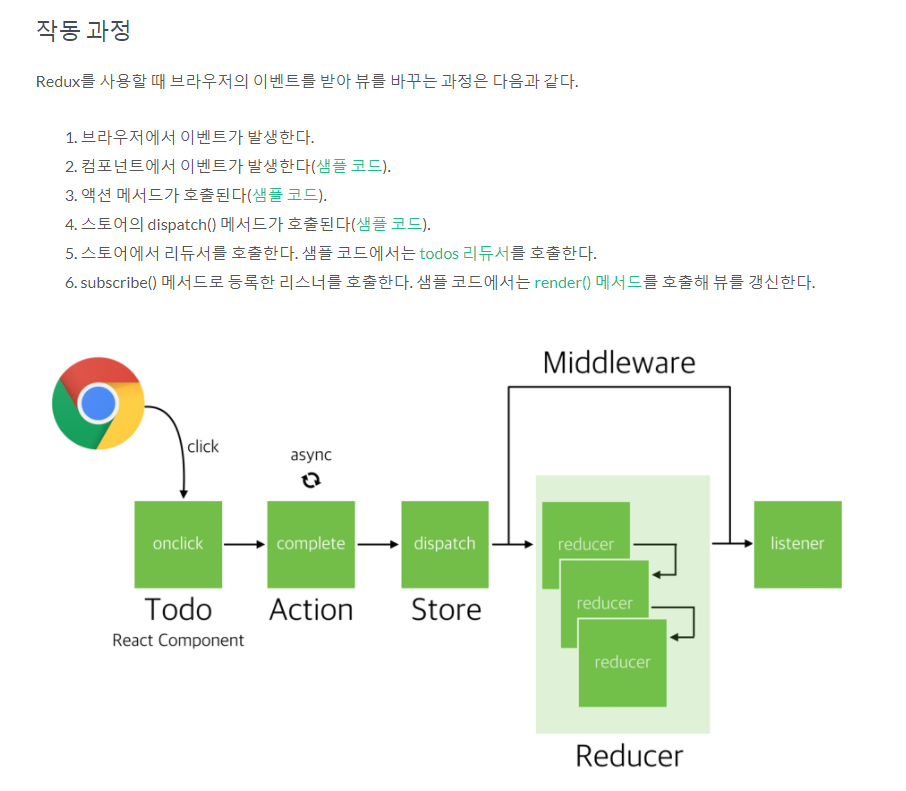 작동 과정
Redux를 사용할 때 브라우저의 이벤트를 받아 뷰를 바꾸는 과정은 다음과 같다.
1. 브라우저에서 이벤트가 발생한다.
2. 컴포넌트에서 이벤트가 발생한다(샘플 코드).
3. 액션 메서드가 호출된다(샘플 코드).
4. 스토어의 dispatch() 메서드가 호출된다(샘플 코드).
5. 스토어에서 리듀서를 호출한다. 샘플 코드에서는 todos 리듀서를 호출한다.
6. subscribe() 메서드로 등록한 리스너를 호출한다. 샘플 코드에서는 render() 메서드를 호출해 뷰를 갱신한다.
Middleware
click
async
onclick
complete
dispatch
reducer
reducer
reducer
listener
Todo
React Component
Action
Store
Reducer